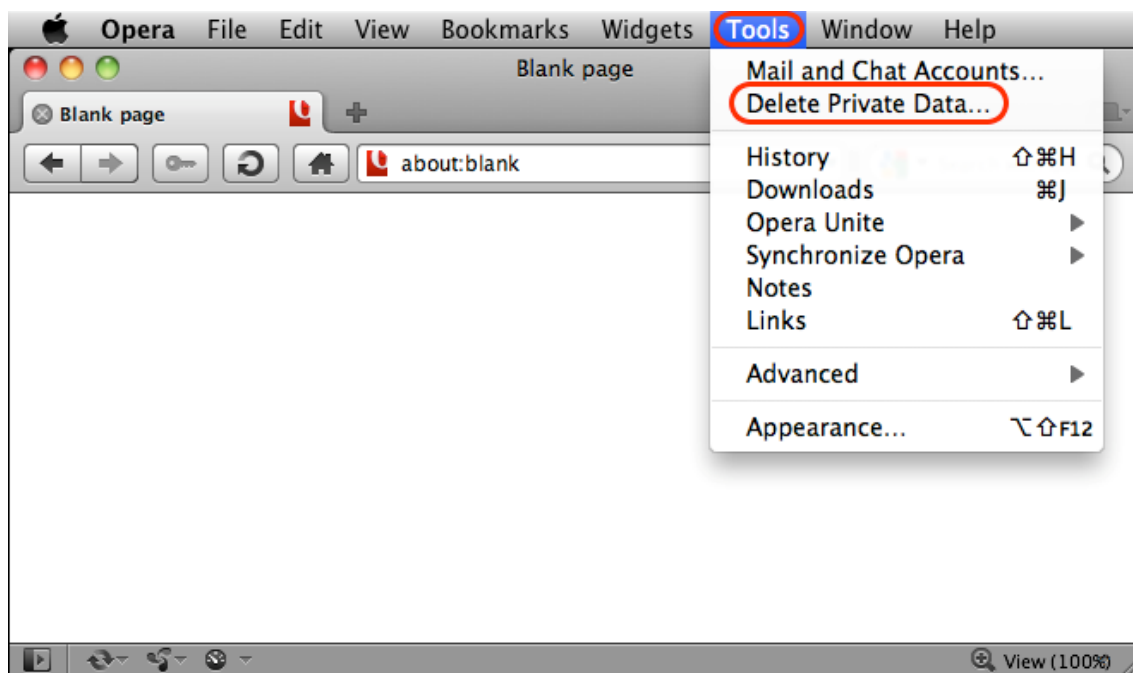 Opera File Edit View Bookmarks Widgets Tools Window Help
Blank page
Blank page
about:blank
Mail and Chat Accounts...
Delete Private Data...
History ⇧⌘H
Downloads ⌘J
Opera Unite
Synchronize Opera
Notes
Links ⇧⌘L
Advanced
Appearance... ⌥⇧F12
View (100%)